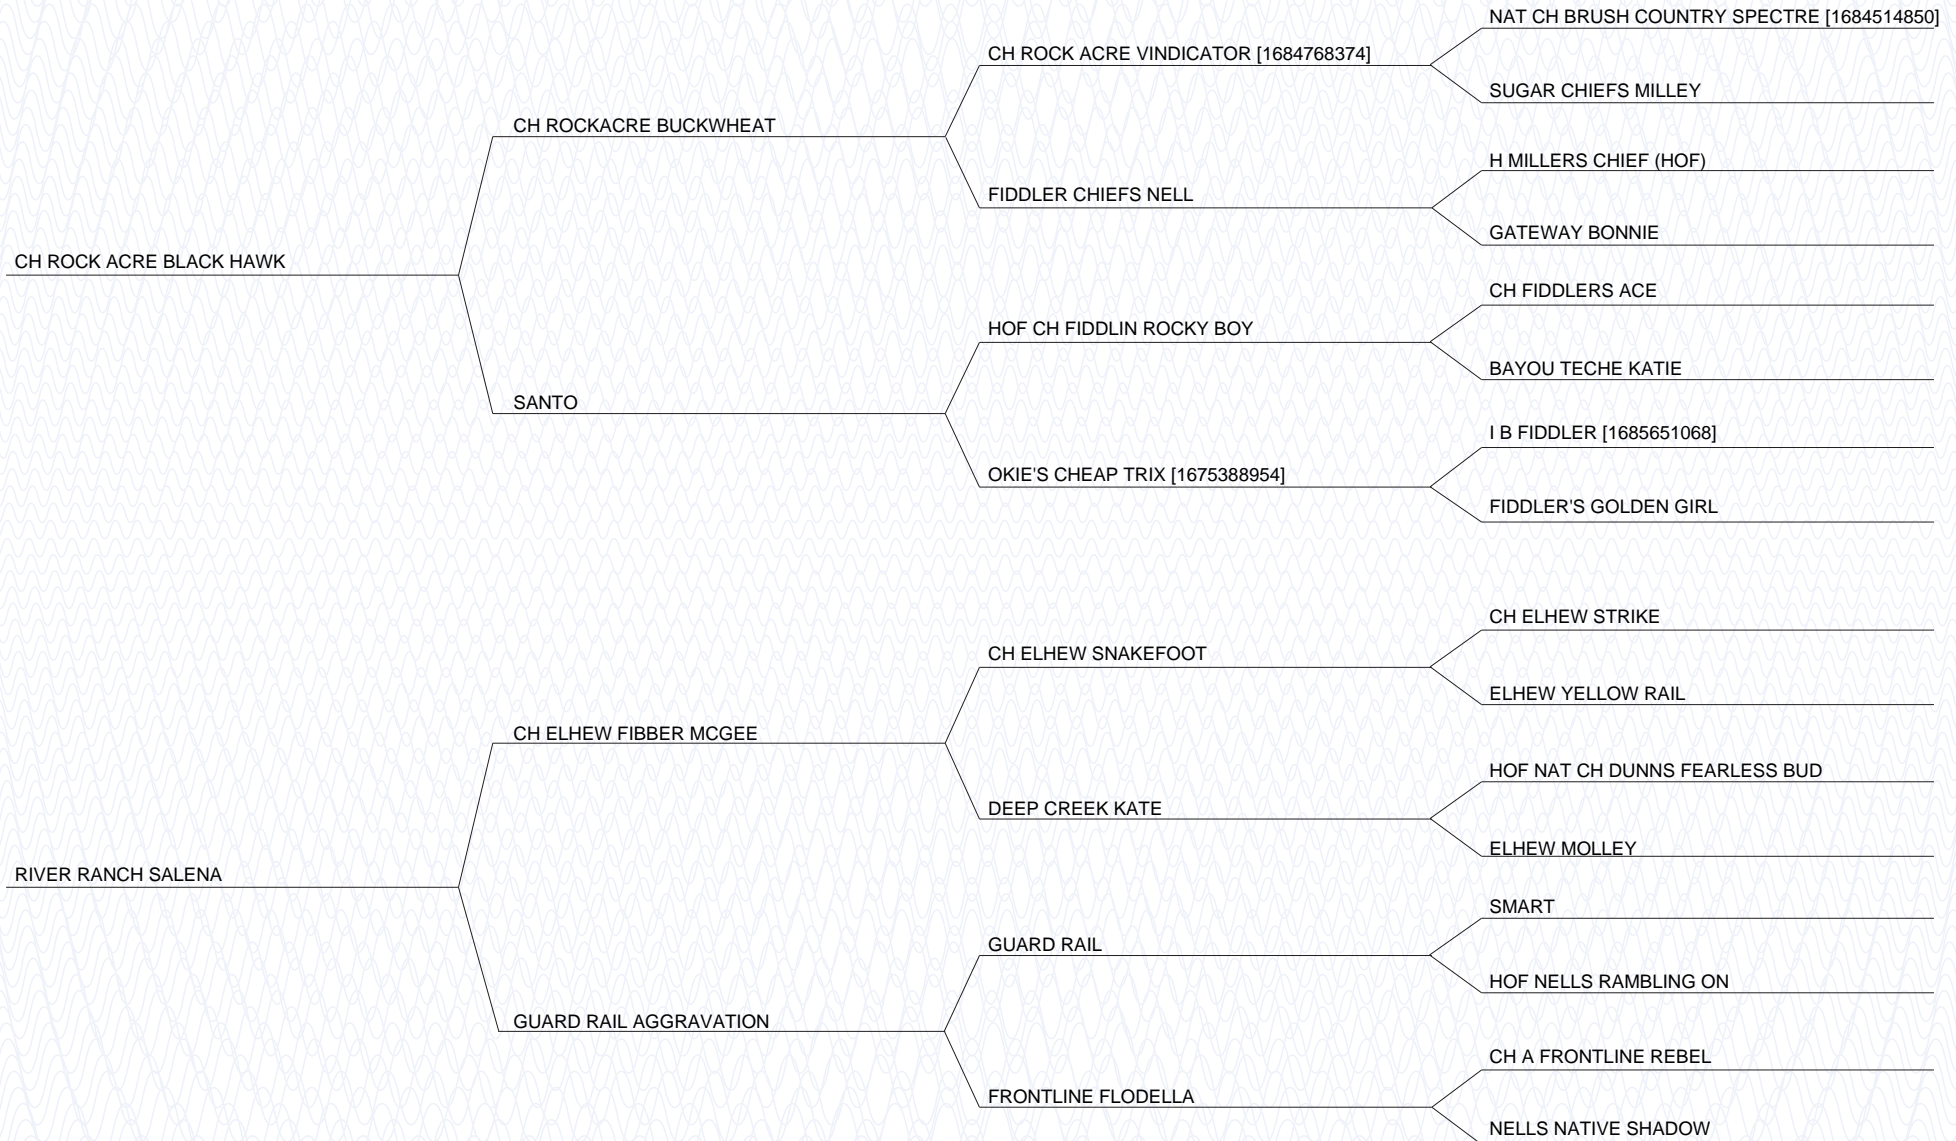 NAT CH BRUSH COUNTRY SPECTRE [1684514850]
CH ROCK ACRE VINDICATOR [1684768374]
SUGAR CHIEFS MILLEY
CH ROCKACRE BUCKWHEAT
H MILLERS CHIEF (HOF)
FIDDLER CHIEFS NELL
GATEWAY BONNIE
CH ROCK ACRE BLACK HAWK
CH FIDDLERS ACE
HOF CH FIDDLIN ROCKY BOY
BAYOU TECHE KATIE
SANTO
I B FIDDLER [1685651068]
OKIE'S CHEAP TRIX [1675388954]
FIDDLER'S GOLDEN GIRL
CH ELHEW STRIKE
CH ELHEW SNAKEFOOT
ELHEW YELLOW RAIL
CH ELHEW FIBBER MCGEE
HOF NAT CH DUNNS FEARLESS BUD
DEEP CREEK KATE
ELHEW MOLLEY
RIVER RANCH SALENA
SMART
GUARD RAIL
HOF NELLS RAMBLING ON
GUARD RAIL AGGRAVATION
CH A FRONTLINE REBEL
FRONTLINE FLODELLA
NELLS NATIVE SHADOW